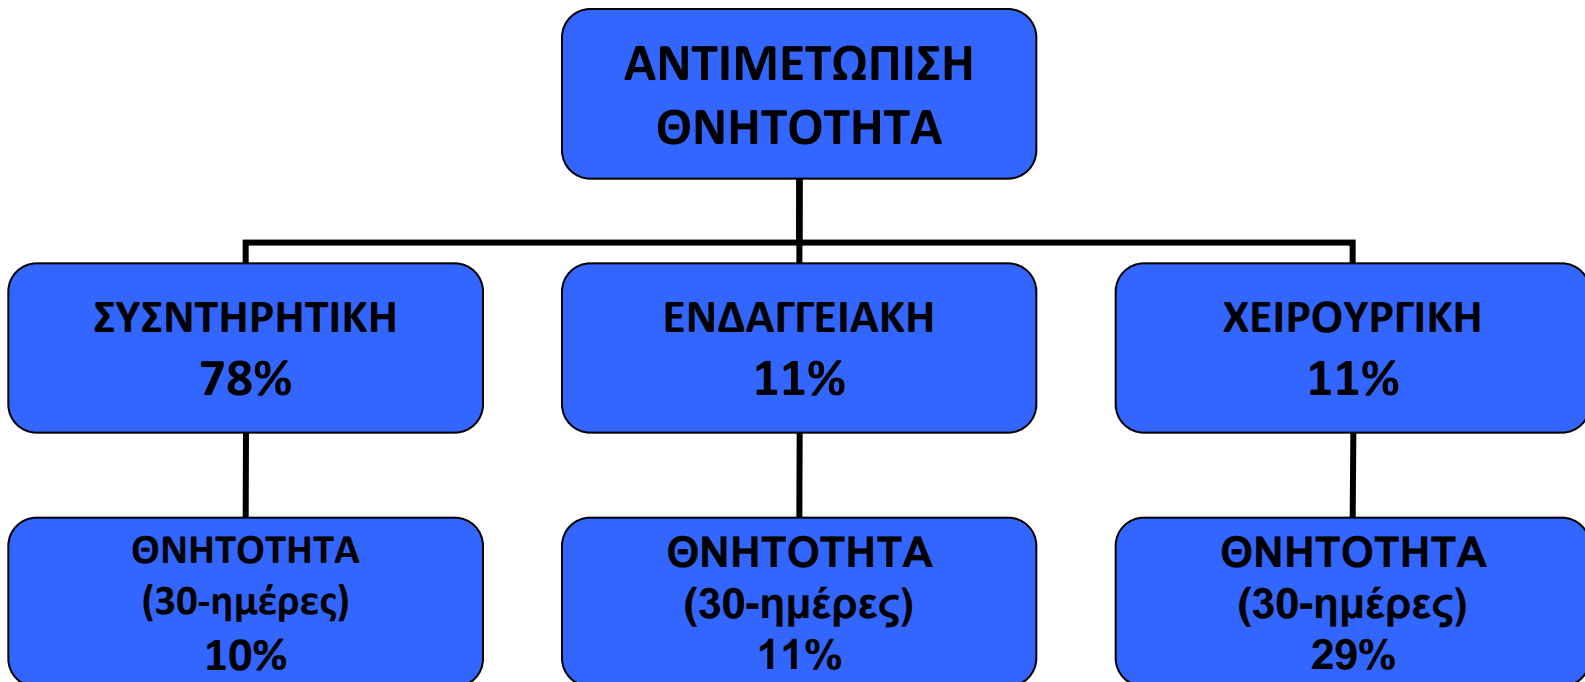 ΑΝΤΙΜΕΤΩΠΙΣΗ
ΘΝΗΤΟΤΗΤΑ
ΣΥΣΝΤΗΡΗΤΙΚΗ
78%
ΕΝΔΑΓΓΕΙΑΚΗ
11%
ΧΕΙΡΟΥΡΓΙΚΗ
11%
ΘΝΗΤΟΤΗΤΑ
(30-ημέρες)
10%
ΘΝΗΤΟΤΗΤΑ
(30-ημέρες)
11%
ΘΝΗΤΟΤΗΤΑ
(30-ημέρες)
29%